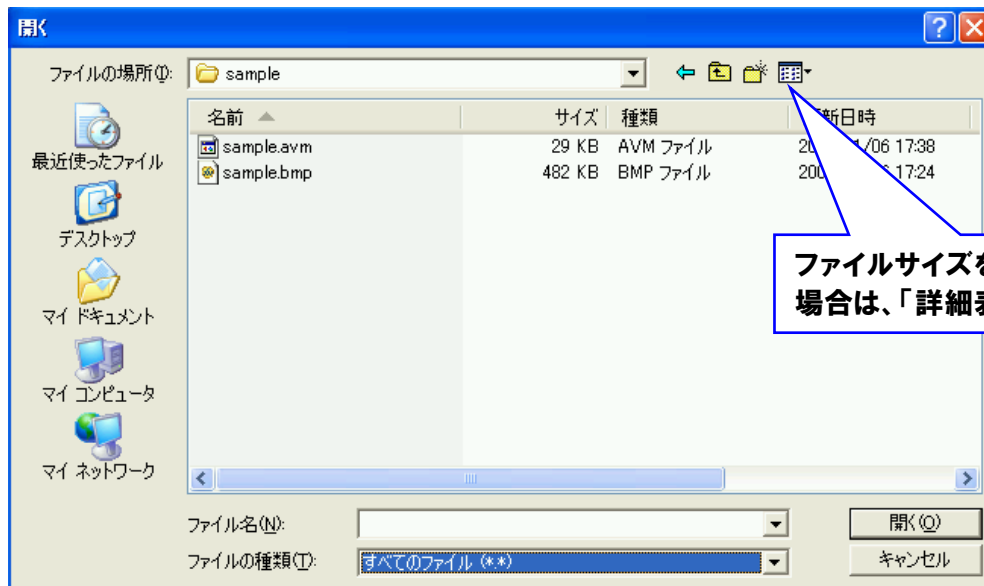 開く
ファイルの場所(I):
sample
名前 サイズ 種類 新日時
sample.avm 29 KB AVM ファイル 20 1/06 17:38
sample.bmp 482 KB BMP ファイル 200 17:24
最近使ったファイル
デスクトップ
マイ ドキュメント
マイ コンピュータ
マイ ネットワーク
ファイルサイズを
場合は、「詳細表
ファイル名(N):
開く(O)
ファイルの種類(T):
すべてのファイル (*.*)
キャンセル